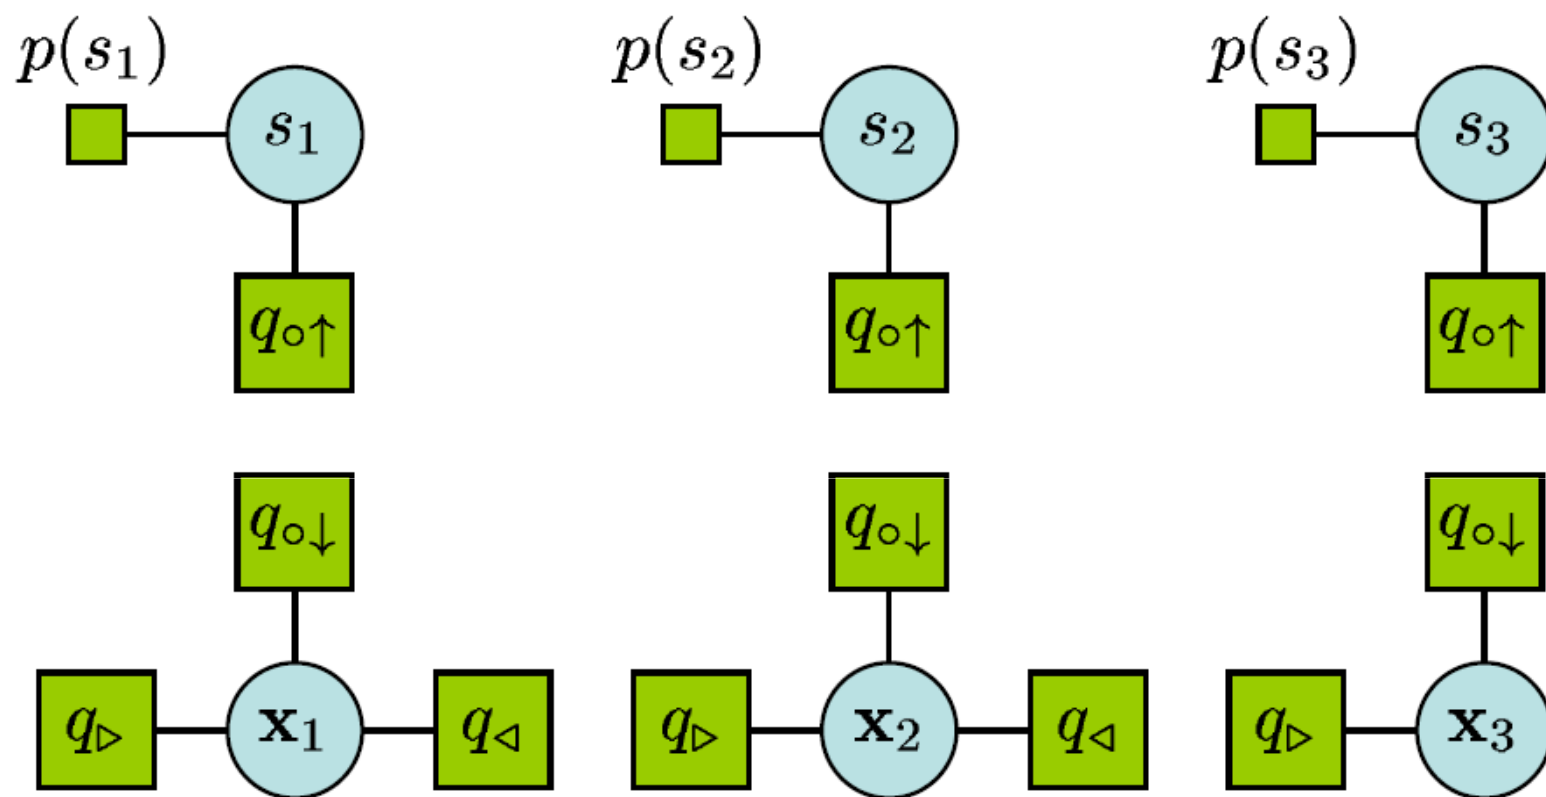 p(s₁) p(s₂) p(s₃)
s₁ s₂ s₃
q∘↑ q∘↑ q∘↑
q∘↓ q∘↓ q∘↓
q▹ 𝐱₁ q◃ q▹ 𝐱₂ q◃ q▹ 𝐱₃